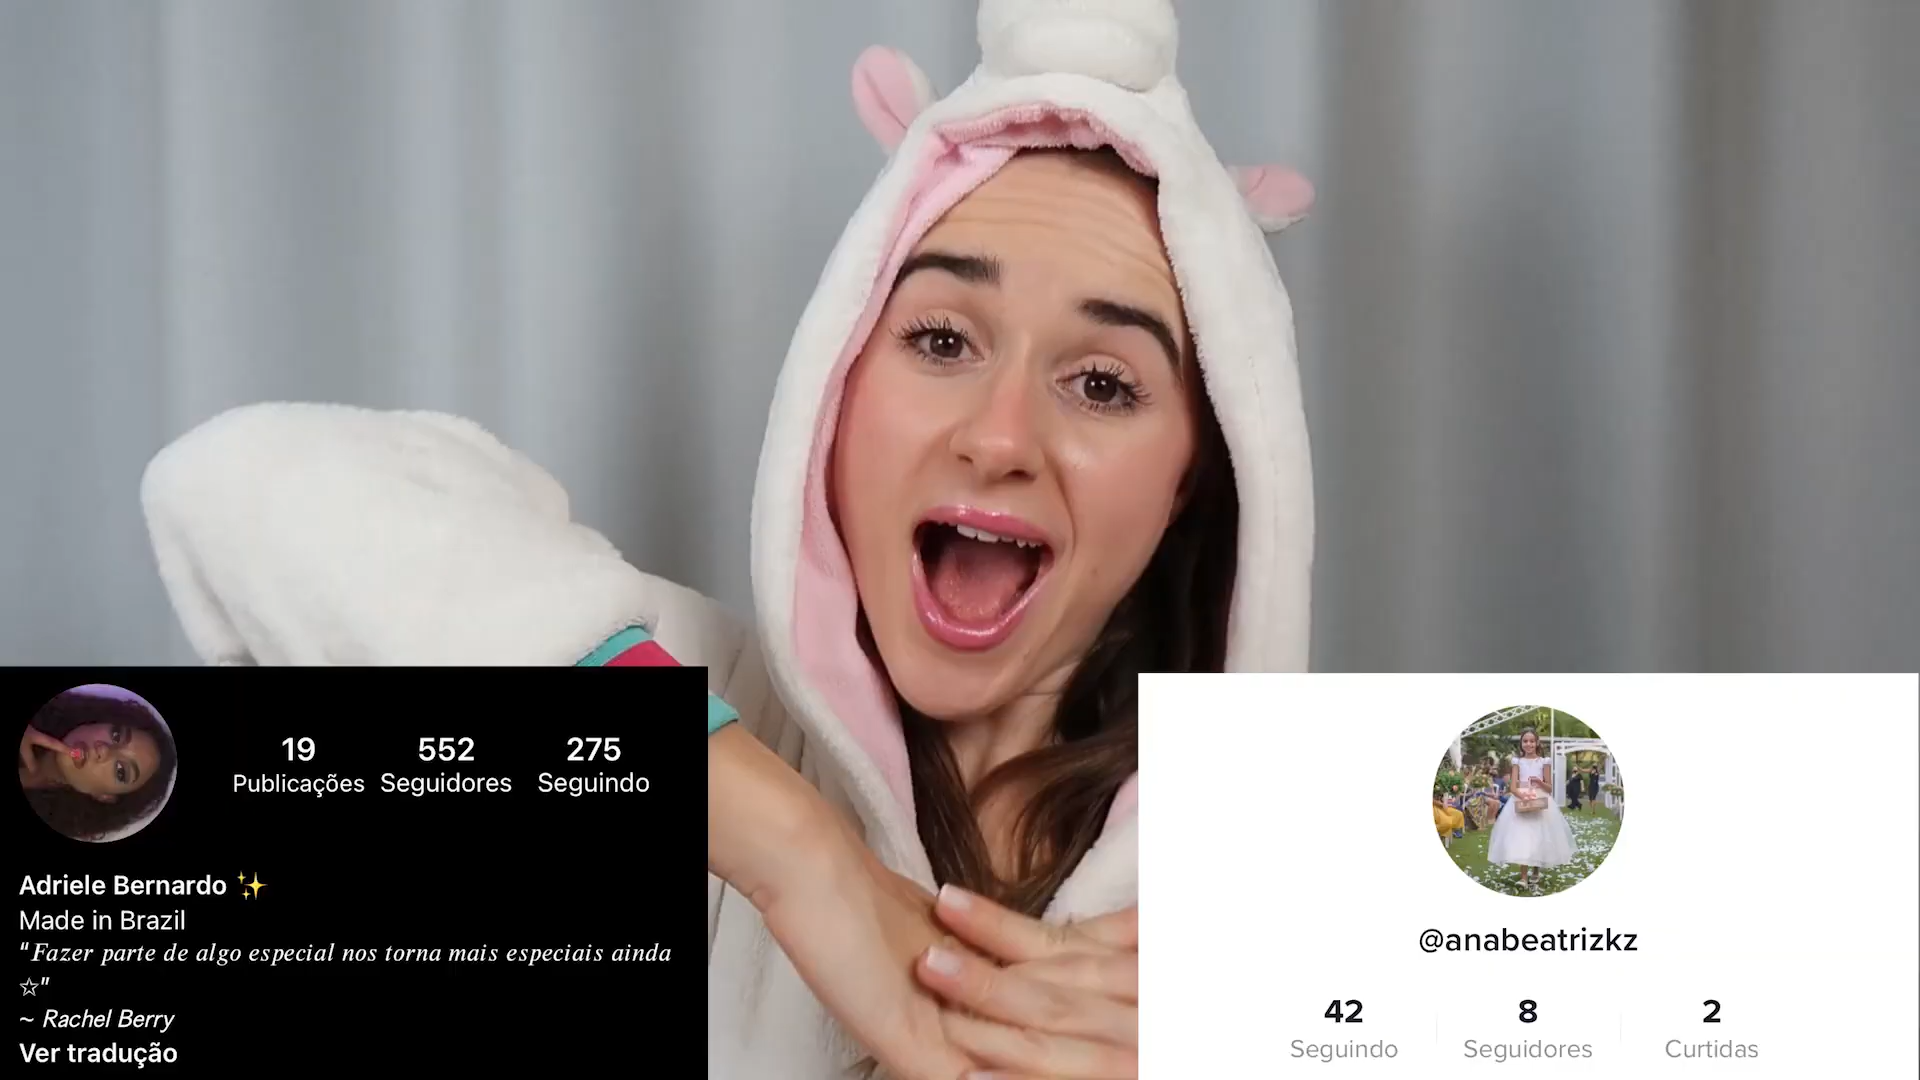 19 552 275
Publicações Seguidores Seguindo
Adriele Bernardo ✨
Made in Brazil
"Fazer parte de algo especial nos torna mais especiais ainda
☆"
~ Rachel Berry
Ver tradução
@anabeatrizkz
42 8 2
Seguindo Seguidores Curtidas